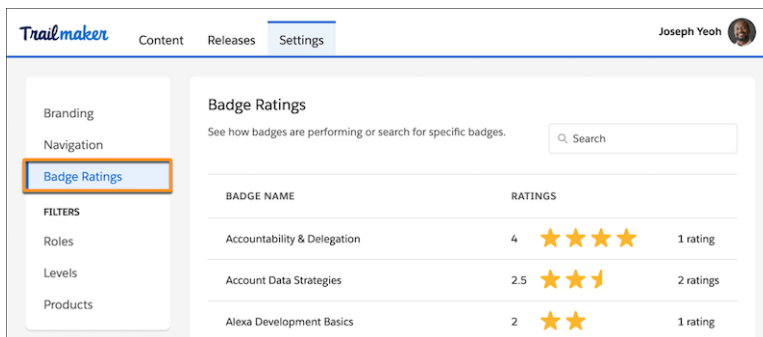 Trailmaker Content Releases Settings Joseph Yeoh
Branding
Navigation
Badge Ratings
FILTERS
Roles
Levels
Products
Badge Ratings
See how badges are performing or search for specific badges.
Search
BADGE NAME RATINGS
Accountability & Delegation 4 1 rating
Account Data Strategies 2.5 2 ratings
Alexa Development Basics 2 1 rating